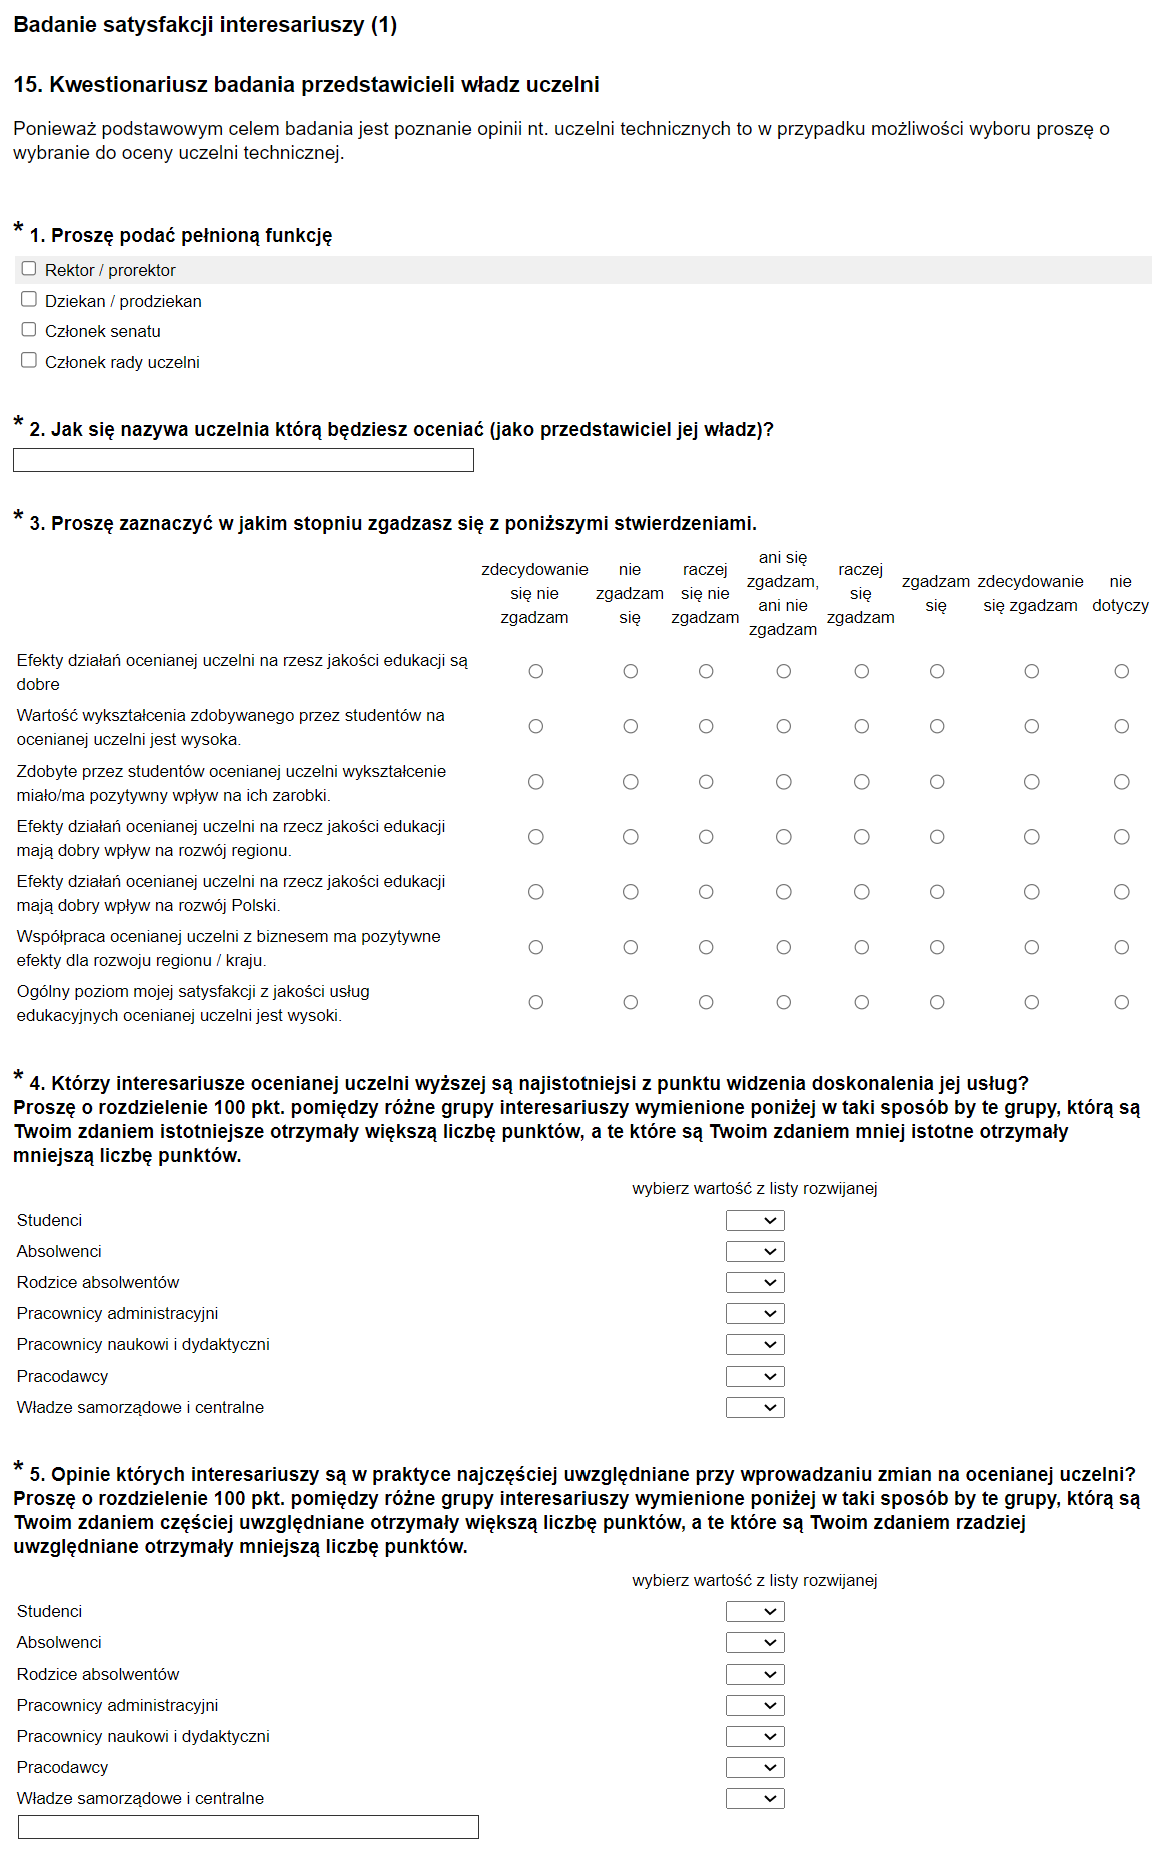 Badanie satysfakcji interesariuszy (1)
15. Kwestionariusz badania przedstawicieli władz uczelni
Ponieważ podstawowym celem badania jest poznanie opinii nt. uczelni technicznych to w przypadku możliwości wyboru proszę o
wybranie do oceny uczelni technicznej.
* 1. Proszę podać pełnioną funkcję
Rektor / prorektor
Dziekan / prodziekan
Członek senatu
Członek rady uczelni
* 2. Jak się nazywa uczelnia którą będziesz oceniać (jako przedstawiciel jej władz)?
* 3. Proszę zaznaczyć w jakim stopniu zgadzasz się z poniższymi stwierdzeniami.
zdecydowanie
się nie
zgadzam
nie
zgadzam
się
raczej
się nie
zgadzam
ani się
zgadzam,
ani nie
zgadzam
raczej
się
zgadzam
zgadzam
się
zdecydowanie
się zgadzam
nie
dotyczy
Efekty działań ocenianej uczelni na rzesz jakości edukacji są
dobre
Wartość wykształcenia zdobywanego przez studentów na
ocenianej uczelni jest wysoka.
Zdobyte przez studentów ocenianej uczelni wykształcenie
miało/ma pozytywny wpływ na ich zarobki.
Efekty działań ocenianej uczelni na rzecz jakości edukacji
mają dobry wpływ na rozwój regionu.
Efekty działań ocenianej uczelni na rzecz jakości edukacji
mają dobry wpływ na rozwój Polski.
Współpraca ocenianej uczelni z biznesem ma pozytywne
efekty dla rozwoju regionu / kraju.
Ogólny poziom mojej satysfakcji z jakości usług
edukacyjnych ocenianej uczelni jest wysoki.
* 4. Którzy interesariusze ocenianej uczelni wyższej są najistotniejsi z punktu widzenia doskonalenia jej usług?
Proszę o rozdzielenie 100 pkt. pomiędzy różne grupy interesariuszy wymienione poniżej w taki sposób by te grupy, którą są
Twoim zdaniem istotniejsze otrzymały większą liczbę punktów, a te które są Twoim zdaniem mniej istotne otrzymały
mniejszą liczbę punktów.
wybierz wartość z listy rozwijanej
Studenci
Absolwenci
Rodzice absolwentów
Pracownicy administracyjni
Pracownicy naukowi i dydaktyczni
Pracodawcy
Władze samorządowe i centralne
* 5. Opinie których interesariuszy są w praktyce najczęściej uwzględniane przy wprowadzaniu zmian na ocenianej uczelni?
Proszę o rozdzielenie 100 pkt. pomiędzy różne grupy interesariuszy wymienione poniżej w taki sposób by te grupy, którą są
Twoim zdaniem częściej uwzględniane otrzymały większą liczbę punktów, a te które są Twoim zdaniem rzadziej
uwzględniane otrzymały mniejszą liczbę punktów.
wybierz wartość z listy rozwijanej
Studenci
Absolwenci
Rodzice absolwentów
Pracownicy administracyjni
Pracownicy naukowi i dydaktyczni
Pracodawcy
Władze samorządowe i centralne